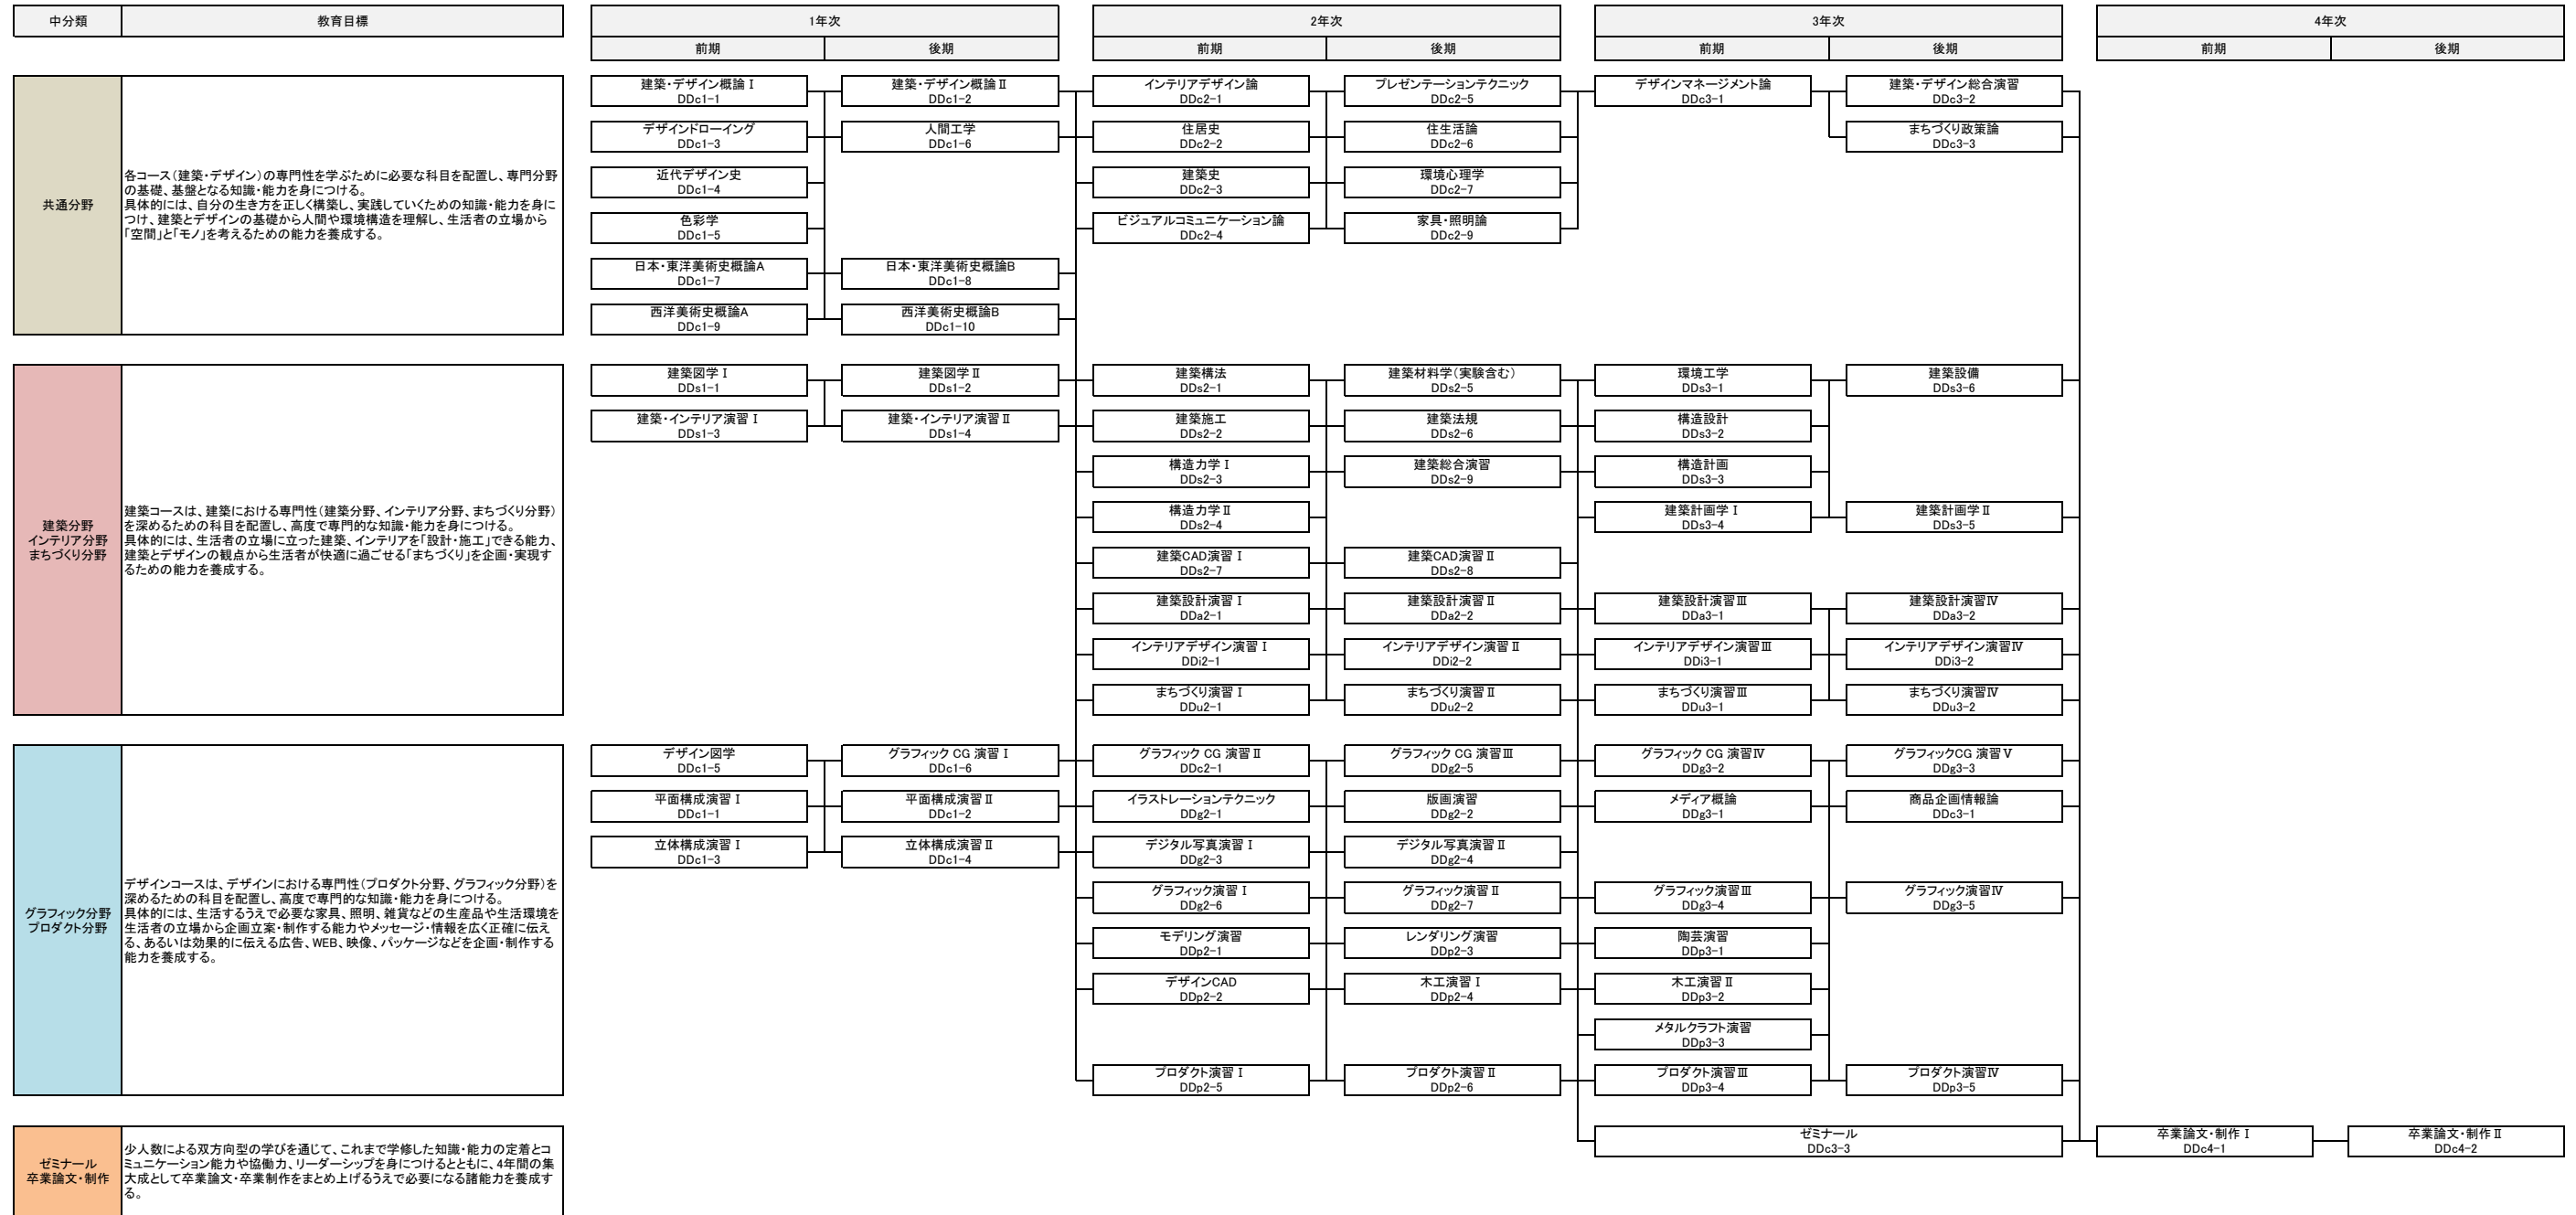 中分類
教育目標
1年次
2年次
3年次
4年次
前期
後期
前期
後期
前期
後期
前期
後期
共通分野
各コース（建築・デザイン）の専門性を学ぶために必要な科目を配置し、専門分野
の基礎、基盤となる知識・能力を身につける。
具体的には、自分の生き方を正しく構築し、実践していくための知識・能力を身に
つけ、建築とデザインの基礎から人間や環境構造を理解し、生活者の立場から
「空間」と「モノ」を考えるための能力を養成する。
建築・デザイン概論Ⅰ
DDc1-1
建築・デザイン概論Ⅱ
DDc1-2
インテリアデザイン論
DDc2-1
プレゼンテーションテクニック
DDc2-5
デザインマネージメント論
DDc3-1
建築・デザイン総合演習
DDc3-2
デザインドローイング
DDc1-3
人間工学
DDc1-6
住居史
DDc2-2
住生活論
DDc2-6
まちづくり政策論
DDc3-3
近代デザイン史
DDc1-4
建築史
DDc2-3
環境心理学
DDc2-7
色彩学
DDc1-5
ビジュアルコミュニケーション論
DDc2-4
家具・照明論
DDc2-9
日本・東洋美術史概論A
DDc1-7
日本・東洋美術史概論B
DDc1-8
西洋美術史概論A
DDc1-9
西洋美術史概論B
DDc1-10
建築分野
インテリア分野
まちづくり分野
建築コースは、建築における専門性（建築分野、インテリア分野、まちづくり分野）
を深めるための科目を配置し、高度で専門的な知識・能力を身につける。
具体的には、生活者の立場に立った建築、インテリアを「設計・施工」できる能力、
建築とデザインの観点から生活者が快適に過ごせる「まちづくり」を企画・実現す
るための能力を養成する。
建築図学Ⅰ
DDs1-1
建築図学Ⅱ
DDs1-2
建築構法
DDs2-1
建築材料学（実験含む）
DDs2-5
環境工学
DDs3-1
建築設備
DDs3-6
建築・インテリア演習Ⅰ
DDs1-3
建築・インテリア演習Ⅱ
DDs1-4
建築施工
DDs2-2
建築法規
DDs2-6
構造設計
DDs3-2
構造力学Ⅰ
DDs2-3
建築総合演習
DDs2-9
構造計画
DDs3-3
構造力学Ⅱ
DDs2-4
建築計画学Ⅰ
DDs3-4
建築計画学Ⅱ
DDs3-5
建築CAD演習Ⅰ
DDs2-7
建築CAD演習Ⅱ
DDs2-8
建築設計演習Ⅰ
DDa2-1
建築設計演習Ⅱ
DDa2-2
建築設計演習Ⅲ
DDa3-1
建築設計演習Ⅳ
DDa3-2
インテリアデザイン演習Ⅰ
DDi2-1
インテリアデザイン演習Ⅱ
DDi2-2
インテリアデザイン演習Ⅲ
DDi3-1
インテリアデザイン演習Ⅳ
DDi3-2
まちづくり演習Ⅰ
DDu2-1
まちづくり演習Ⅱ
DDu2-2
まちづくり演習Ⅲ
DDu3-1
まちづくり演習Ⅳ
DDu3-2
グラフィック分野
プロダクト分野
デザインコースは、デザインにおける専門性（プロダクト分野、グラフィック分野）を
深めるための科目を配置し、高度で専門的な知識・能力を身につける。
具体的には、生活するうえで必要な家具、照明、雑貨などの生産品や生活環境を
生活者の立場から企画立案・制作する能力やメッセージ・情報を広く正確に伝え
る、あるいは効果的に伝える広告、WEB、映像、パッケージなどを企画・制作する
能力を養成する。
デザイン図学
DDc1-5
グラフィック CG 演習Ⅰ
DDc1-6
グラフィック CG 演習Ⅱ
DDc2-1
グラフィック CG 演習Ⅲ
DDg2-5
グラフィック CG 演習Ⅳ
DDg3-2
グラフィックCG 演習Ⅴ
DDg3-3
平面構成演習Ⅰ
DDc1-1
平面構成演習Ⅱ
DDc1-2
イラストレーションテクニック
DDg2-1
版画演習
DDg2-2
メディア概論
DDg3-1
商品企画情報論
DDc3-1
立体構成演習Ⅰ
DDc1-3
立体構成演習Ⅱ
DDc1-4
デジタル写真演習Ⅰ
DDg2-3
デジタル写真演習Ⅱ
DDg2-4
グラフィック演習Ⅰ
DDg2-6
グラフィック演習Ⅱ
DDg2-7
グラフィック演習Ⅲ
DDg3-4
グラフィック演習Ⅳ
DDg3-5
モデリング演習
DDp2-1
レンダリング演習
DDp2-3
陶芸演習
DDp3-1
デザインCAD
DDp2-2
木工演習Ⅰ
DDp2-4
木工演習Ⅱ
DDp3-2
メタルクラフト演習
DDp3-3
プロダクト演習Ⅰ
DDp2-5
プロダクト演習Ⅱ
DDp2-6
プロダクト演習Ⅲ
DDp3-4
プロダクト演習Ⅳ
DDp3-5
ゼミナール
卒業論文・制作
少人数による双方向型の学びを通じて、これまで学修した知識・能力の定着とコ
ミュニケーション能力や協働力、リーダーシップを身につけるとともに、4年間の集
大成として卒業論文・卒業制作をまとめ上げるうえで必要になる諸能力を養成す
る。
ゼミナール
DDc3-3
卒業論文・制作Ⅰ
DDc4-1
卒業論文・制作Ⅱ
DDc4-2